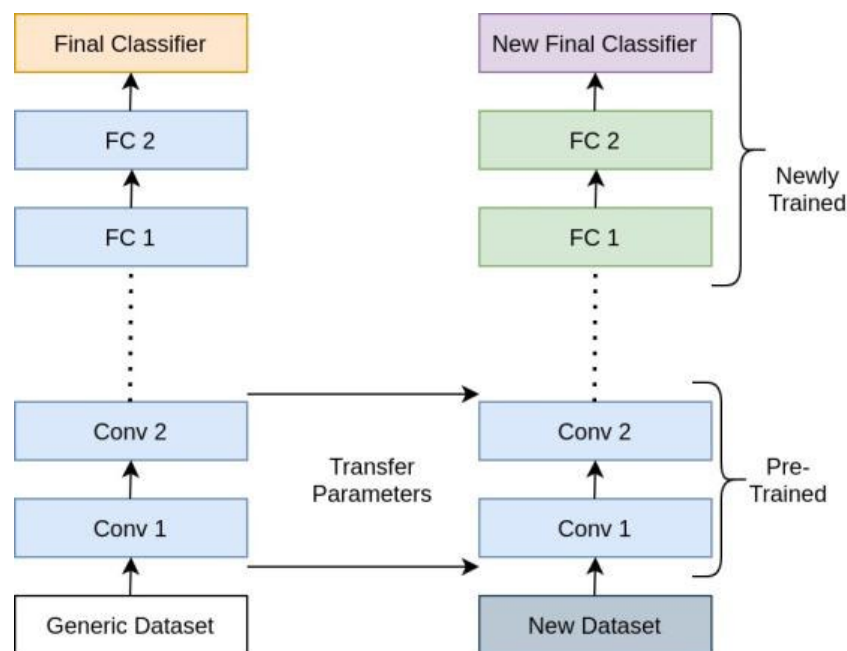 Final Classifier
New Final Classifier
FC 2
FC 2
Newly
Trained
FC 1
FC 1
Conv 2
Conv 2
Transfer
Parameters
Pre-
Trained
Conv 1
Conv 1
Generic Dataset
New Dataset